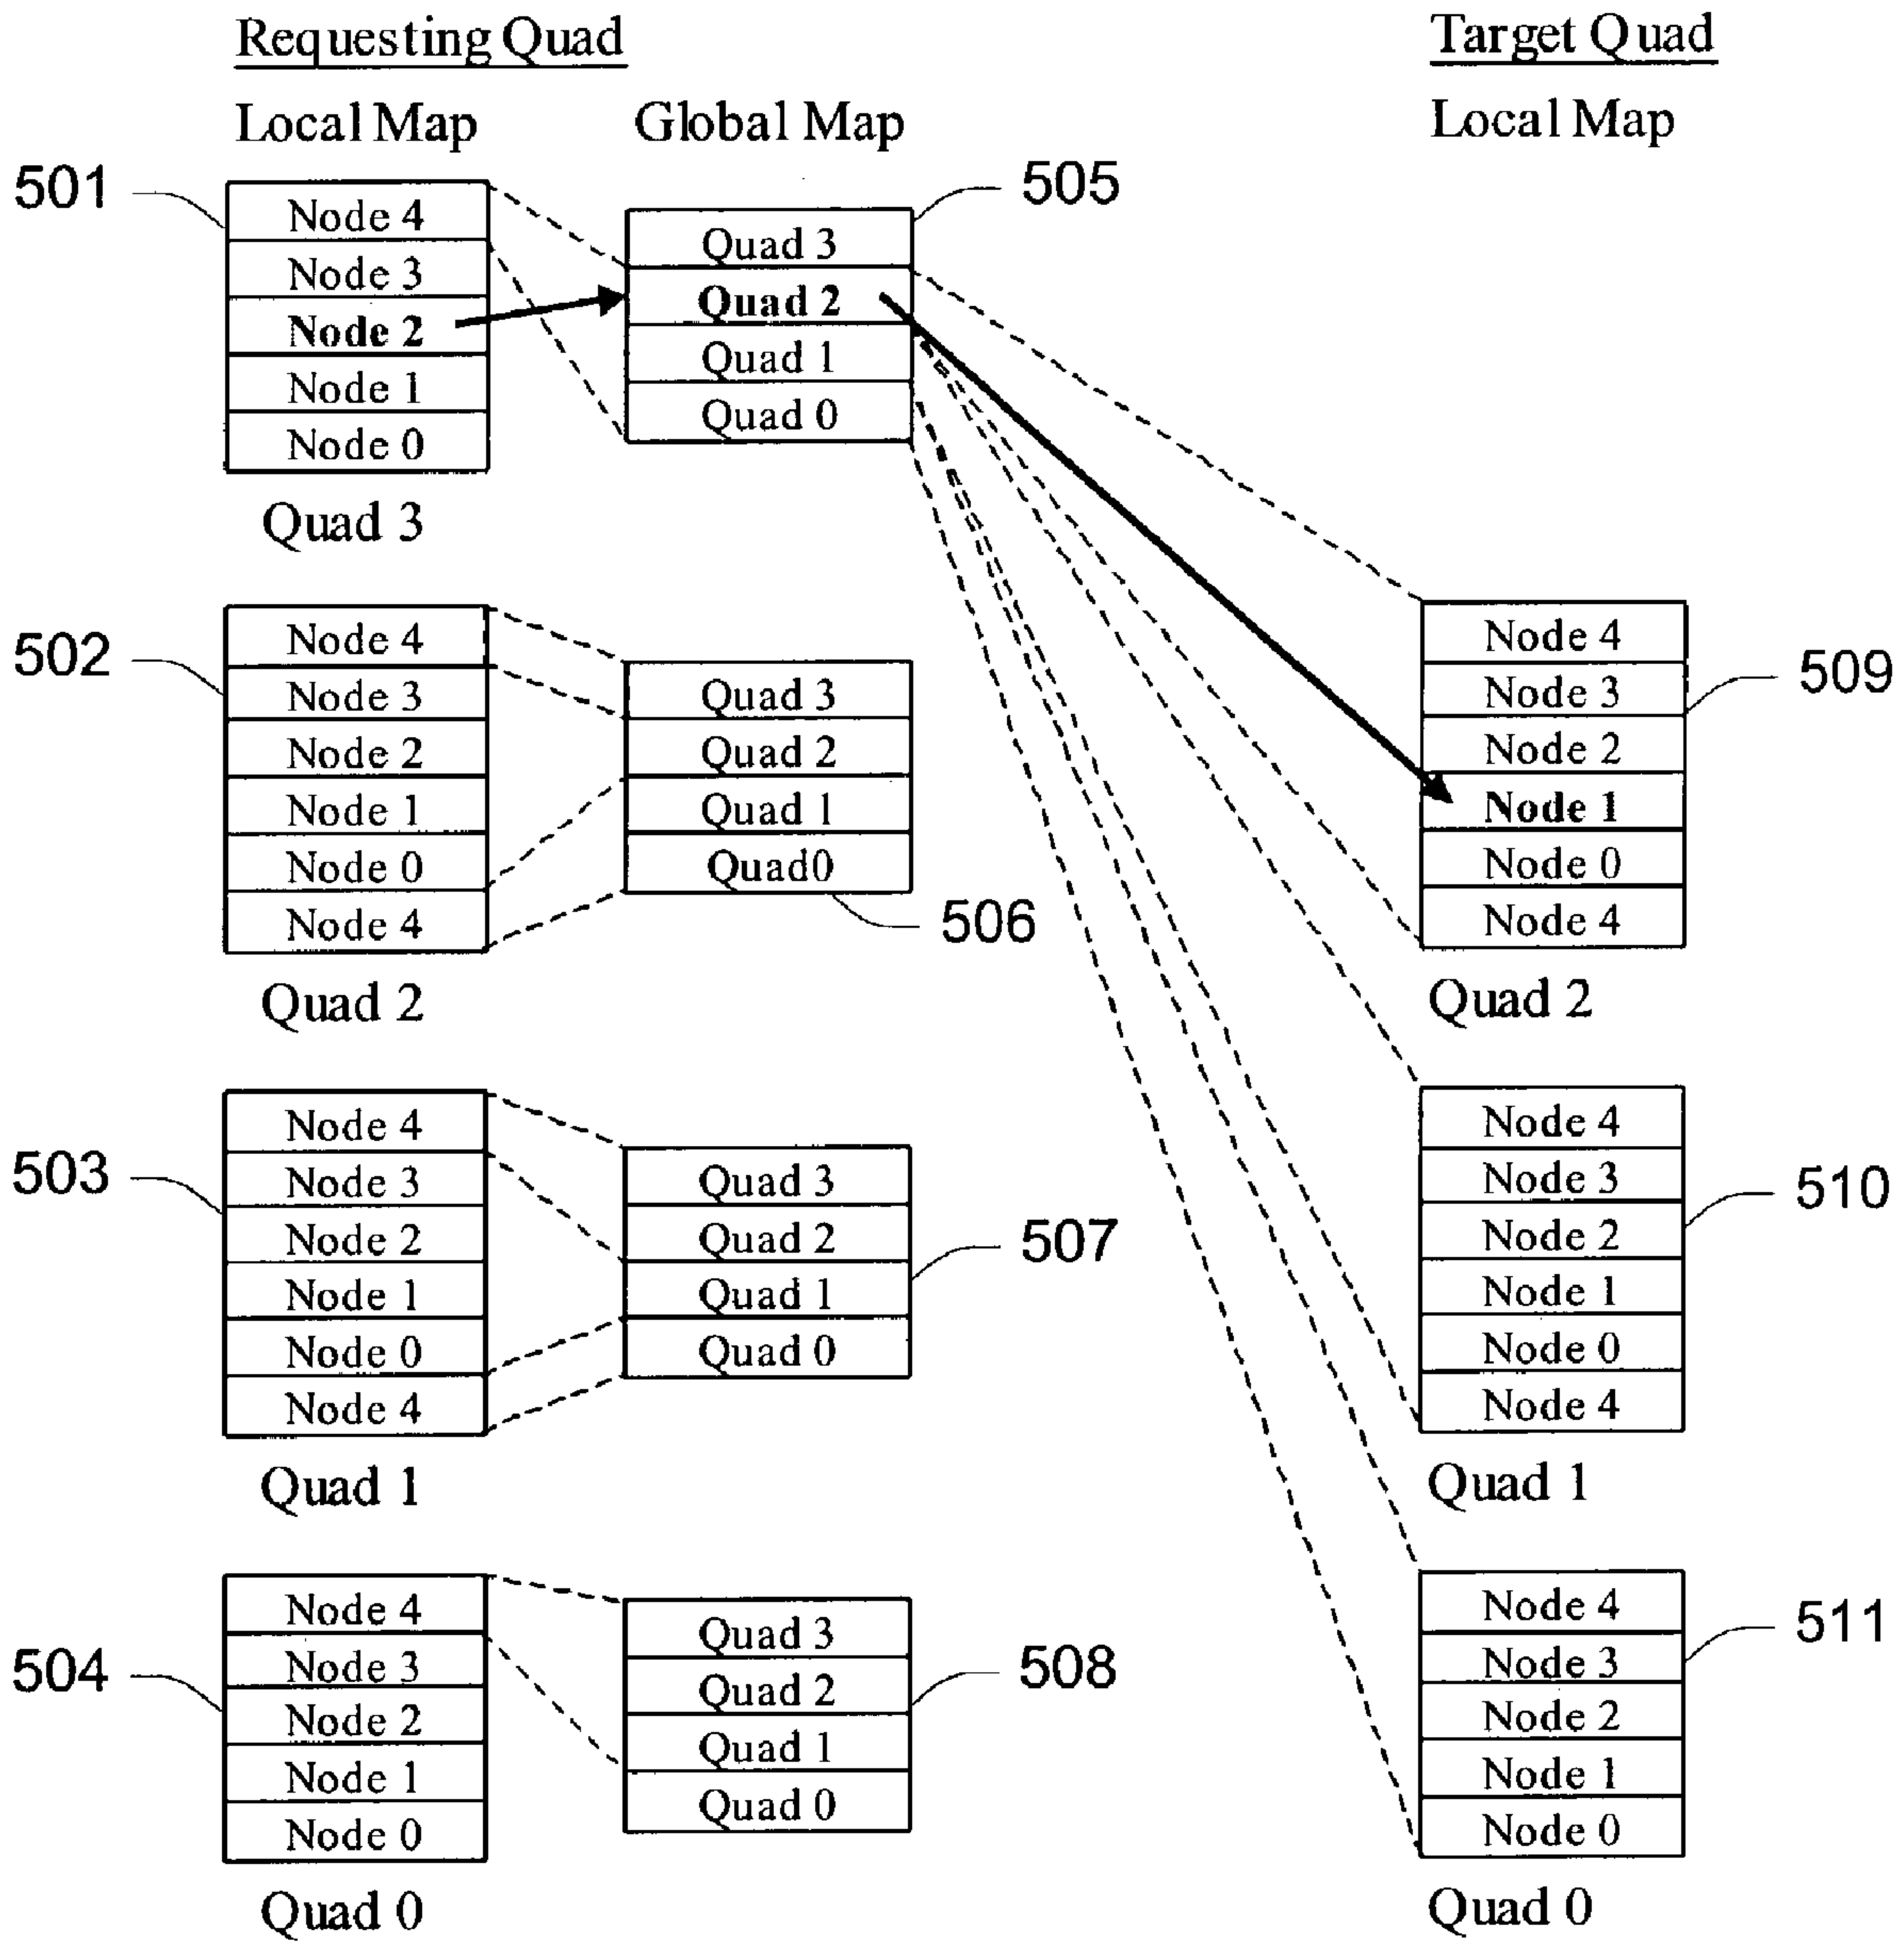 Requesting Quad
Target Quad
Local Map
Global Map
Local Map
501
Node 4
Node 3
Node 2
Node 1
Node 0
Quad 3
505
Quad 3
Quad 2
Quad 1
Quad 0
502
Node 4
Node 3
Node 2
Node 1
Node 0
Node 4
Quad 2
Quad 3
Quad 2
Quad 1
Quad0
506
Node 4
Node 3
Node 2
Node 1
Node 0
Node 4
509
Quad 2
503
Node 4
Node 3
Node 2
Node 1
Node 0
Node 4
Quad 1
Quad 3
Quad 2
Quad 1
Quad 0
507
Node 4
Node 3
Node 2
Node 1
Node 0
Node 4
510
Quad 1
504
Node 4
Node 3
Node 2
Node 1
Node 0
Quad 0
Quad 3
Quad 2
Quad 1
Quad 0
508
Node 4
Node 3
Node 2
Node 1
Node 0
511
Quad 0